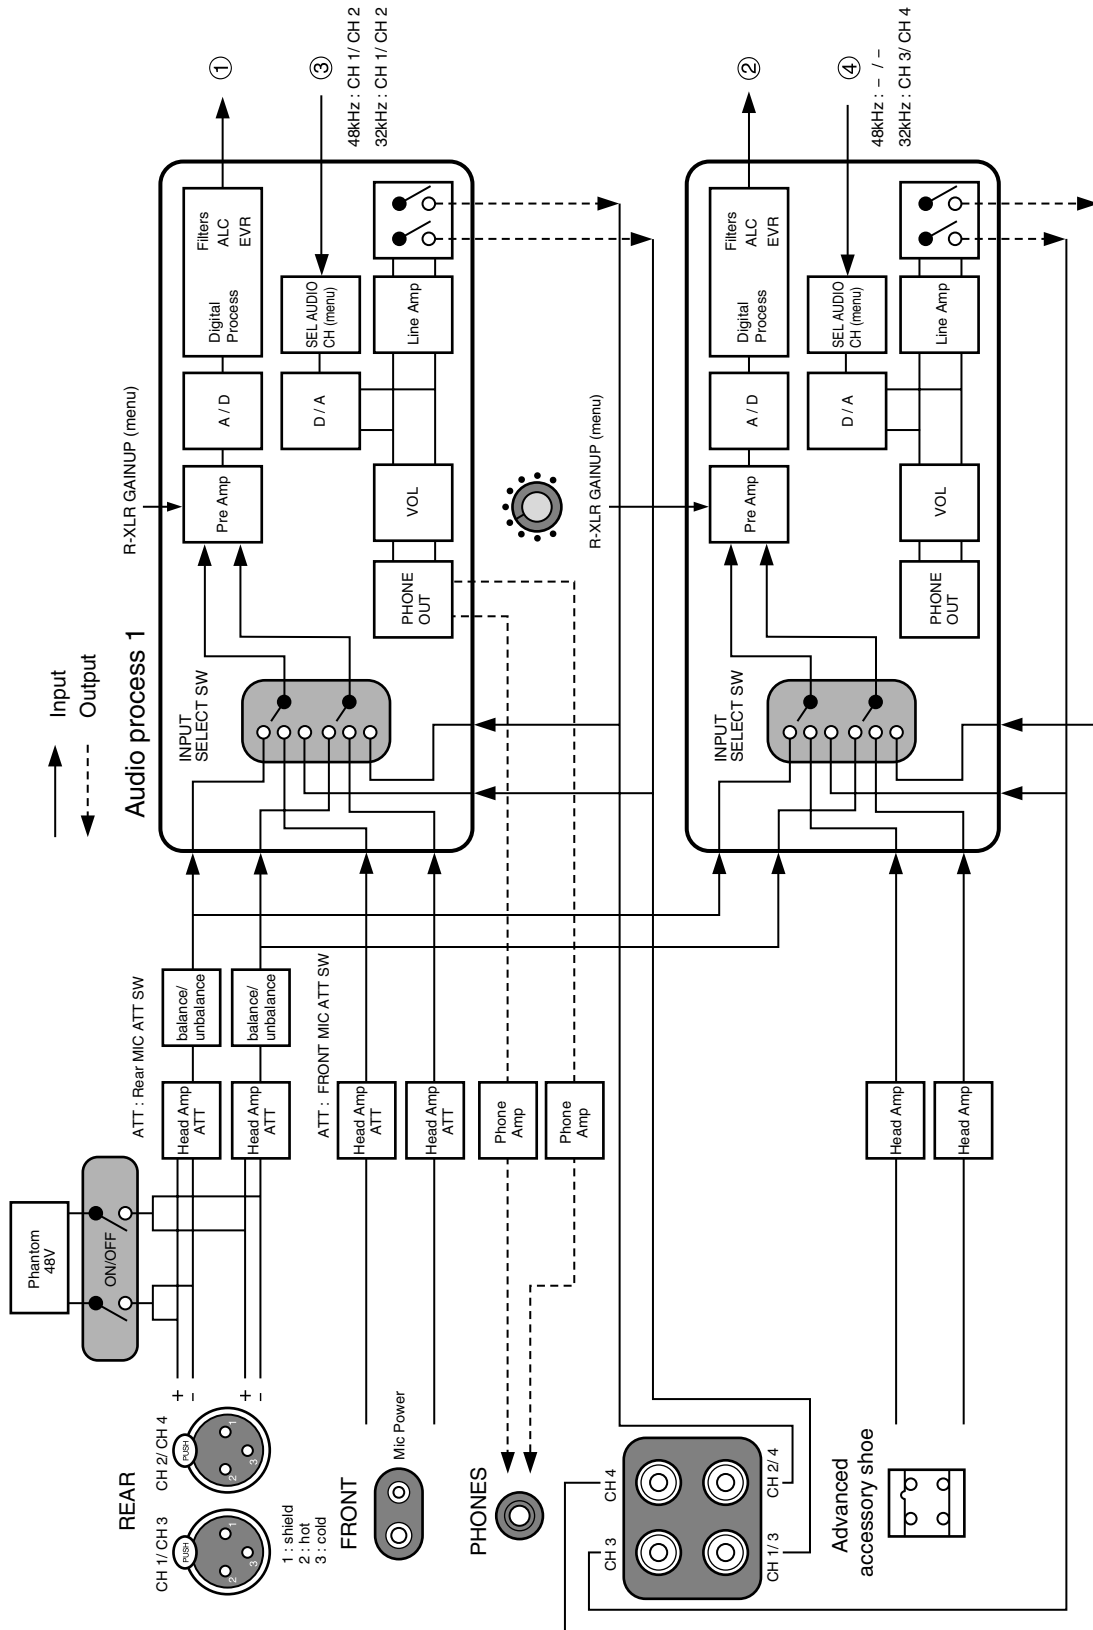 Input
Output
REAR
CH 1/ CH 3
CH 2/ CH 4
PUSH
1
2
3
PUSH
1
2
3
1 : shield
2 : hot
3 : cold
+
-
+
-
Phantom
48V
ON/OFF
ATT : Rear MIC ATT SW
Head Amp
ATT
balance/
unbalance
Head Amp
ATT
balance/
unbalance
FRONT
Mic Power
ATT : FRONT MIC ATT SW
Head Amp
ATT
Head Amp
ATT
PHONES
Phone
Amp
Phone
Amp
CH 3
CH 4
CH 1/ 3
CH 2/ 4
Advanced
accessory shoe
Head Amp
Head Amp
Audio process 1
INPUT
SELECT SW
R-XLR GAINUP (menu)
Pre Amp
A / D
Digital
Process
Filters
ALC
EVR
①
D / A
SEL AUDIO
CH (menu)
③
48kHz : CH 1/ CH 2
32kHz : CH 1/ CH 2
PHONE
OUT
VOL
Line Amp
INPUT
SELECT SW
R-XLR GAINUP (menu)
Pre Amp
A / D
Digital
Process
Filters
ALC
EVR
②
D / A
SEL AUDIO
CH (menu)
④
48kHz : – / –
32kHz : CH 3/ CH 4
PHONE
OUT
VOL
Line Amp